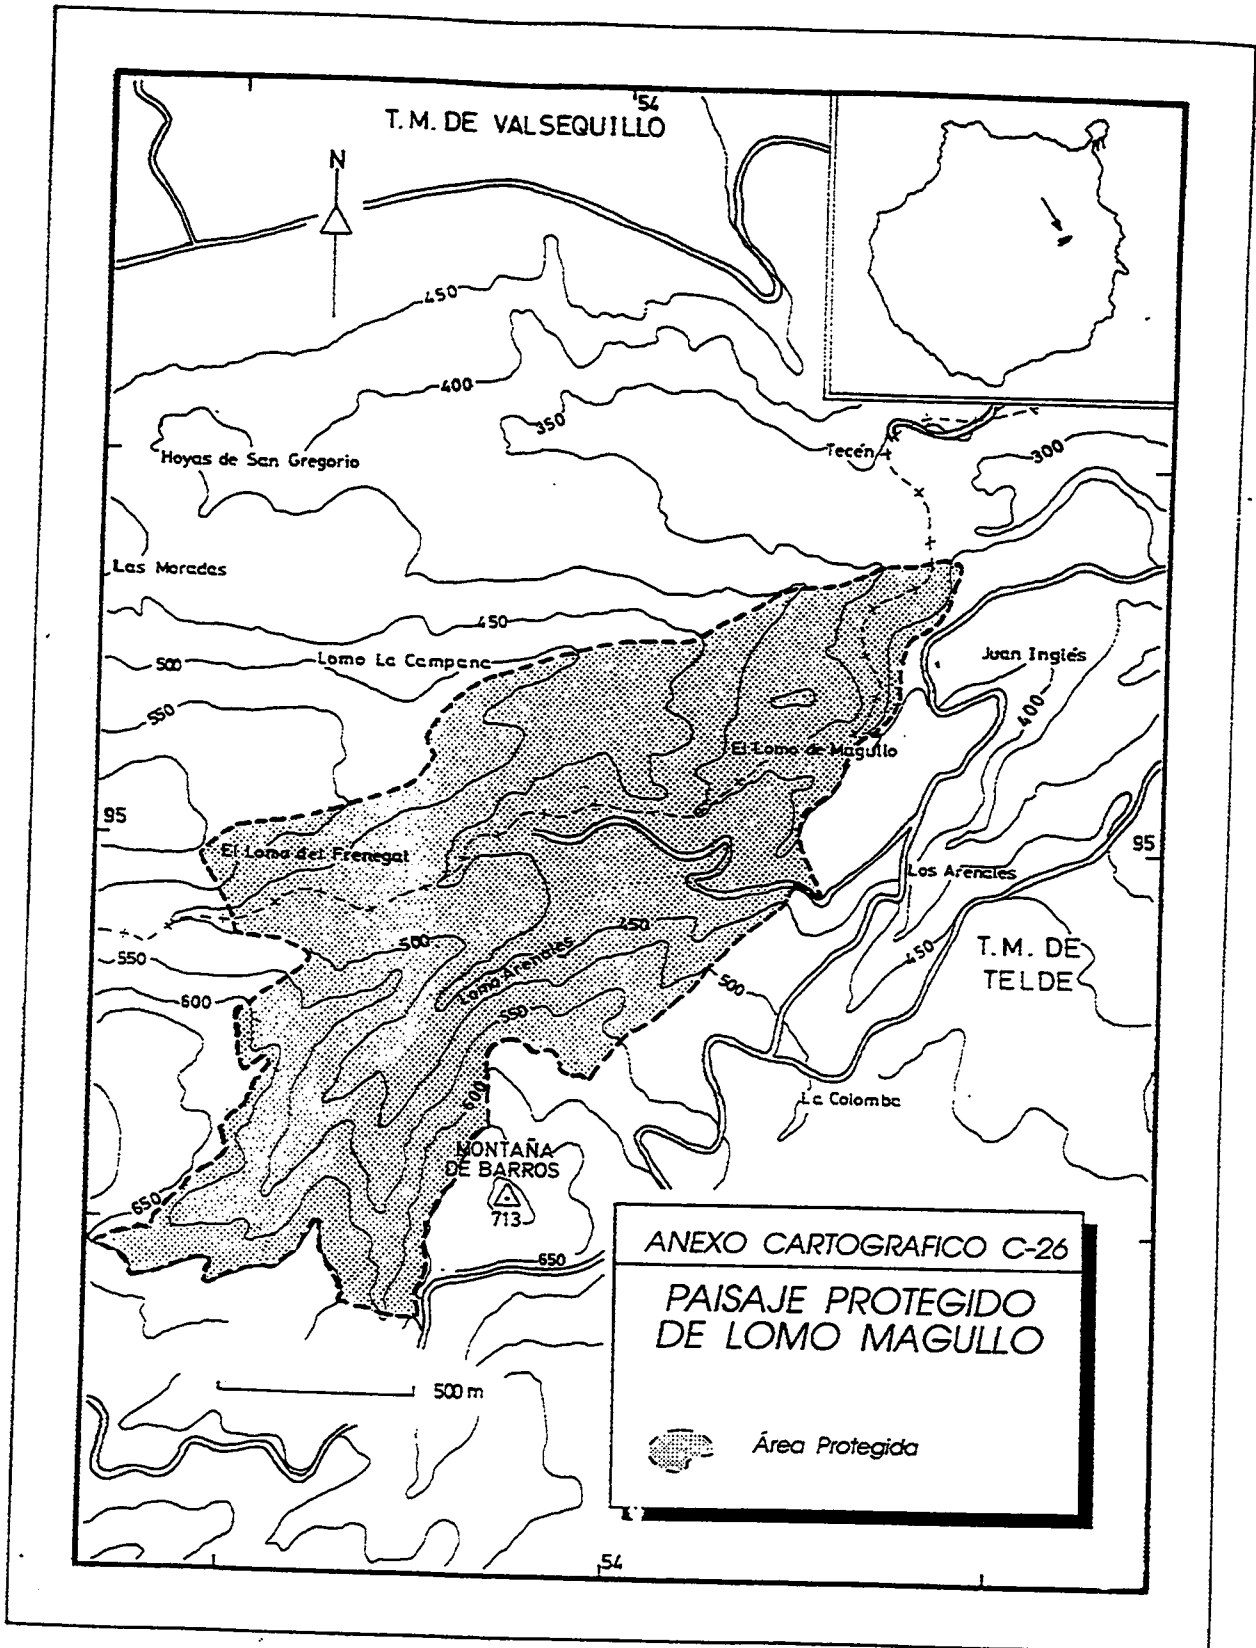 54
T.M. DE VALSEQUILLO
N
450
400
350
Tecén
300
Hoyas de San Gregorio
Las Moradas
450
500
Lomo La Campana
Juan Inglés
550
400
El Lomo de Magullo
95
El Lomo del Frenegal
95
Los Arenales
450
500
Lomo Arenales
450
T.M. DE
TELDE
550
500
600
550
600
La Colomba
MONTAÑA
DE BARROS
713
650
650
ANEXO CARTOGRAFICO C-26
PAISAJE PROTEGIDO
DE LOMO MAGULLO
500 m
Área Protegida
54